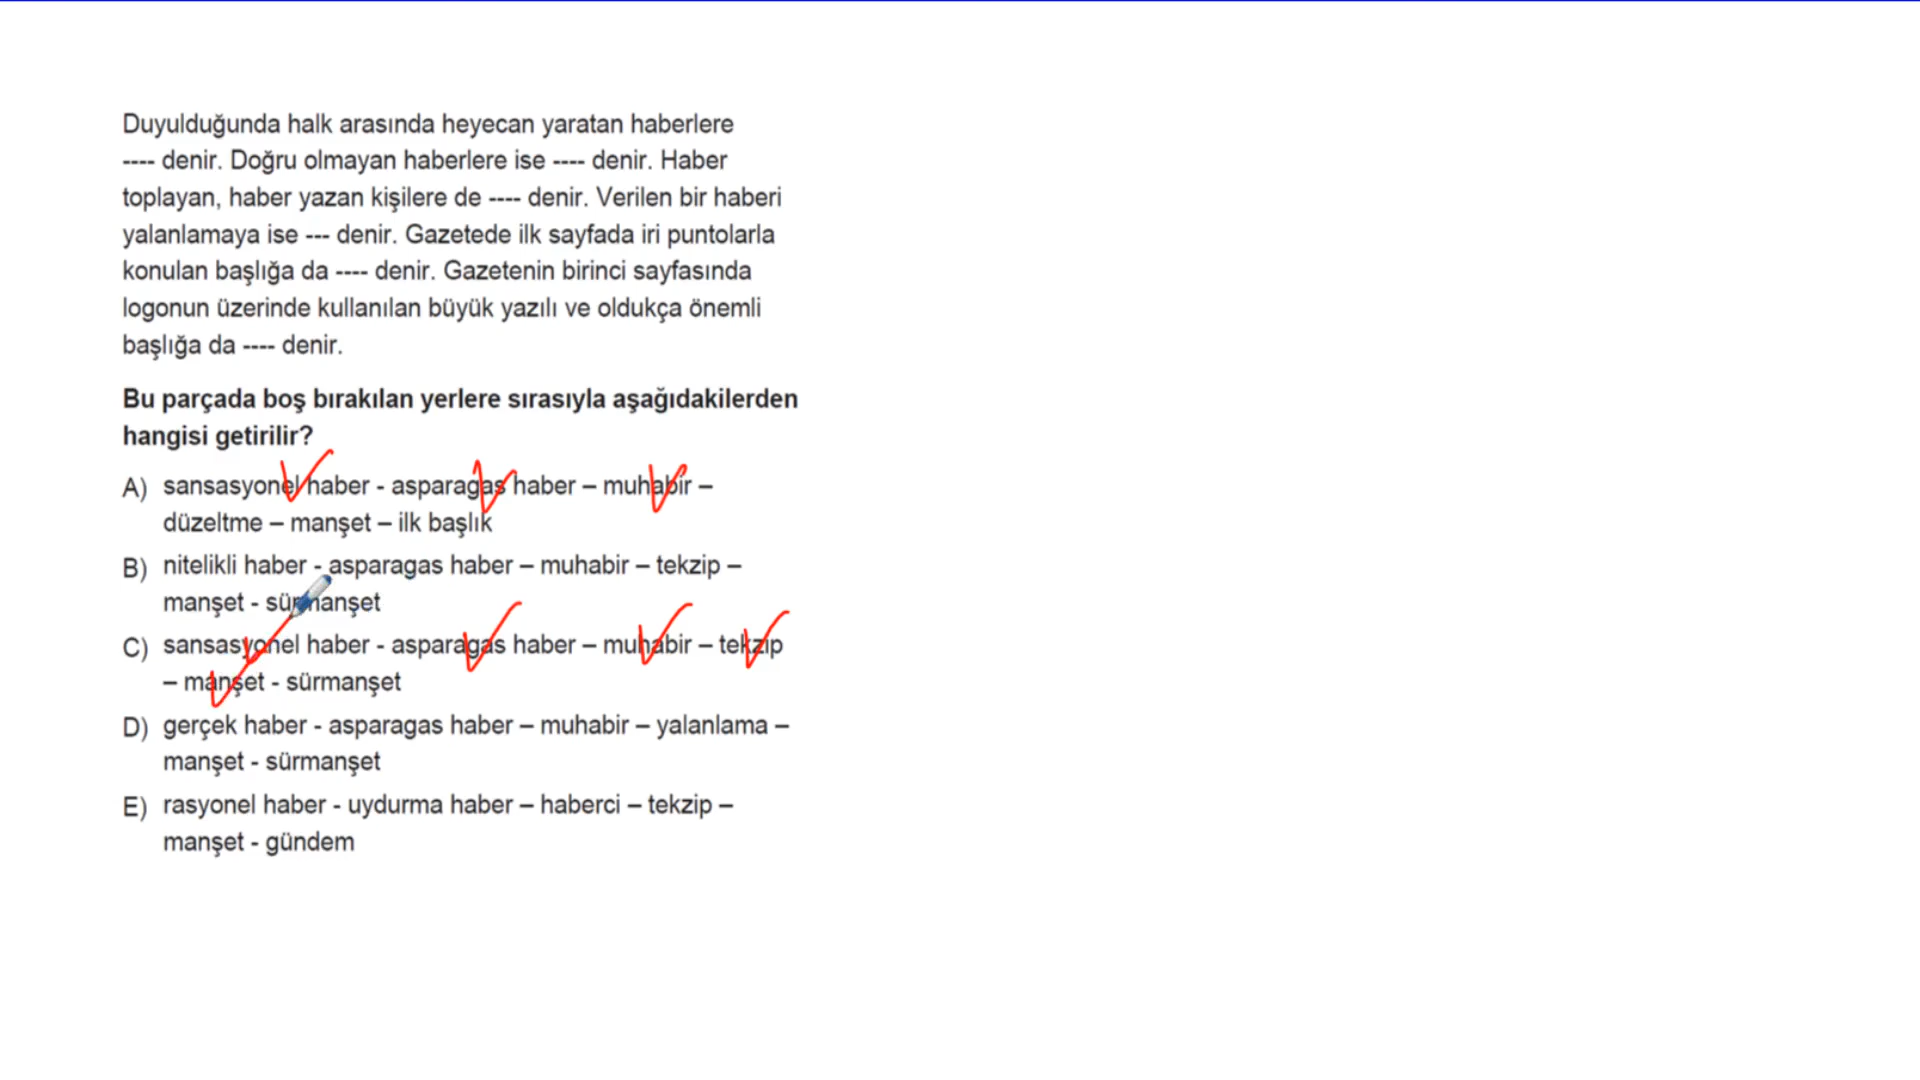 Duyulduğunda halk arasında heyecan yaratan haberlere
---- denir. Doğru olmayan haberlere ise ---- denir. Haber
toplayan, haber yazan kişilere de ---- denir. Verilen bir haberi
yalanlamaya ise --- denir. Gazetede ilk sayfada iri puntolarla
konulan başlığa da ---- denir. Gazetenin birinci sayfasında
logonun üzerinde kullanılan büyük yazılı ve oldukça önemli
başlığa da ---- denir.
Bu parçada boş bırakılan yerlere sırasıyla aşağıdakilerden
hangisi getirilir?
A) sansasyonel haber - asparagas haber – muhabir –
düzeltme – manşet – ilk başlık
B) nitelikli haber - asparagas haber – muhabir – tekzip –
manşet - sürmanşet
C) sansasyonel haber - asparagas haber – muhabir – tekzip
– manşet - sürmanşet
D) gerçek haber - asparagas haber – muhabir – yalanlama –
manşet - sürmanşet
E) rasyonel haber - uydurma haber – haberci – tekzip –
manşet - gündem